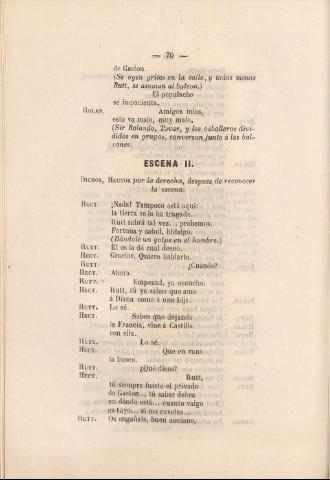 — 70 —
de Gaston.
(Se oyen gritos en la calle, y todos menos
Rutt, se asoman al balcon.)
El populacho
se impacienta,
ROLAN. Amigos mios,
esto va malo, muy malo.
(Sir Rolando, Tovar, y los caballeros divi-
didos en grupos, conversan junto á los bal-
cones.
ESCENA II.
DICHOS, HECTOR por la derecha, despues de reconocer
la escena.
HECT. ¡Nada! Tampoco está aquí:
la tierra se la ha tragado.
Rutt sabrá tal vez... probemos.
Fortuna y salud, hidalgo.
(Dándole un golpe en el hombro.)
RUTT. El os la dé cual deseo.
HECT. Gracias. Quiero hablarte.
RUTT. ¿Cuándo?
HECT. Ahora.
RUTT. Empezad, ya escucho.
HECT. Rutt, tú ya sabes que amo
á Diana como á una hija.
RUTT. Lo sé.
HECT. Sabes que dejando
la Francia, vine á Castilla
con ella.
RUTT. Lo sé.
HECT. Que en vano
la busco.
RUTT. ¿Qué dices?
HECT. Rutt,
tú siempre fuiste el privado
de Gaston... tú sabes debes
en dónde está... cuanto valgo
es tuyo... si me revelas...
RUTT. Os engañais, buen anciano,